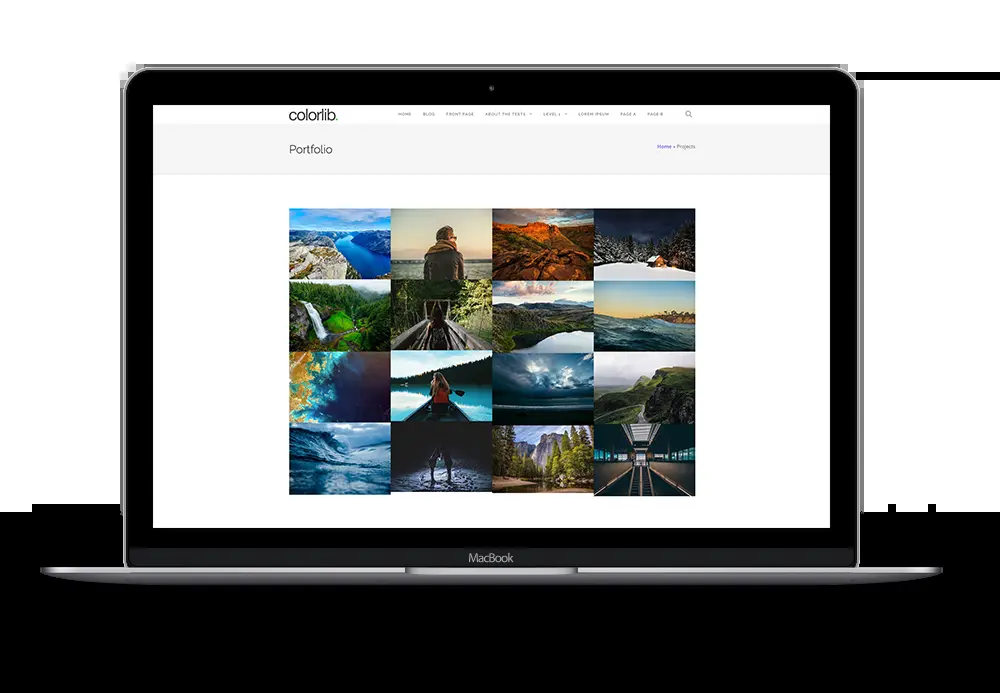 colorlib.
HOME BLOG FRONT PAGE ABOUT THE TESTS LEVEL 1 LOREM IPSUM PAGE A PAGE B
Portfolio
Home » Projects
MacBook